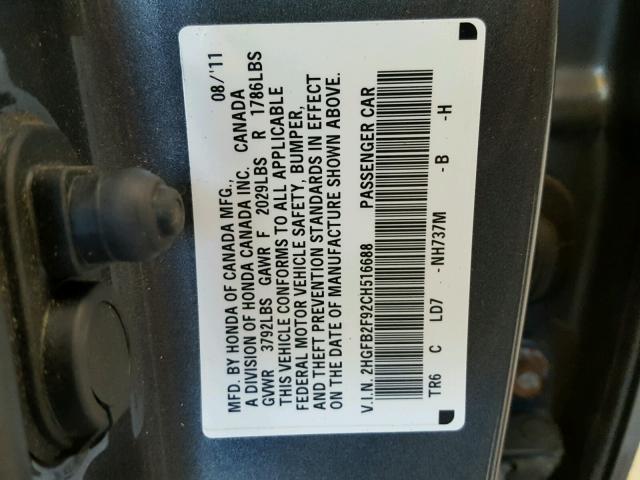 MFD. BY HONDA OF CANADA MFG., 08/'11
A DIVISION OF HONDA CANADA INC. CANADA
GVWR 3792LBS GAWR F 2029LBS R 1786LBS
THIS VEHICLE CONFORMS TO ALL APPLICABLE
FEDERAL MOTOR VEHICLE SAFETY, BUMPER,
AND THEFT PREVENTION STANDARDS IN EFFECT
ON THE DATE OF MANUFACTURE SHOWN ABOVE.
V.I.N. 2HGFB2F92CH516688 PASSENGER CAR
TR6 C LD7 -NH737M -B -H